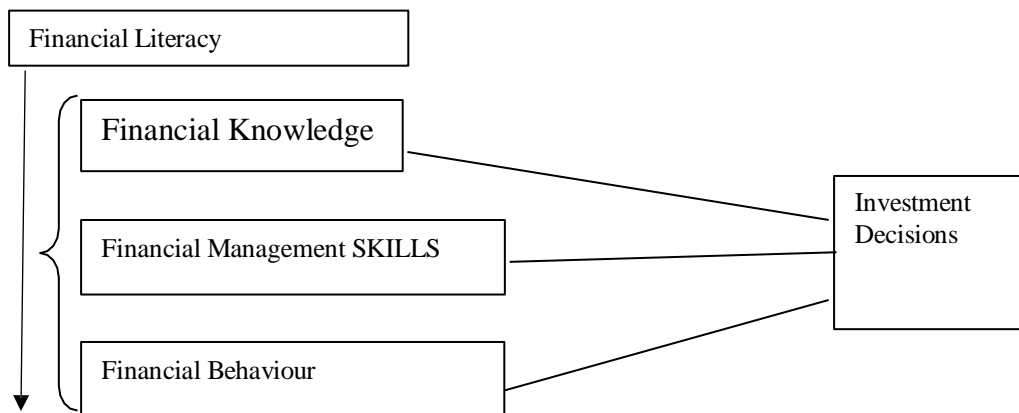 Financial Literacy
Financial Knowledge
Financial Management SKILLS
Financial Behaviour
Investment
Decisions